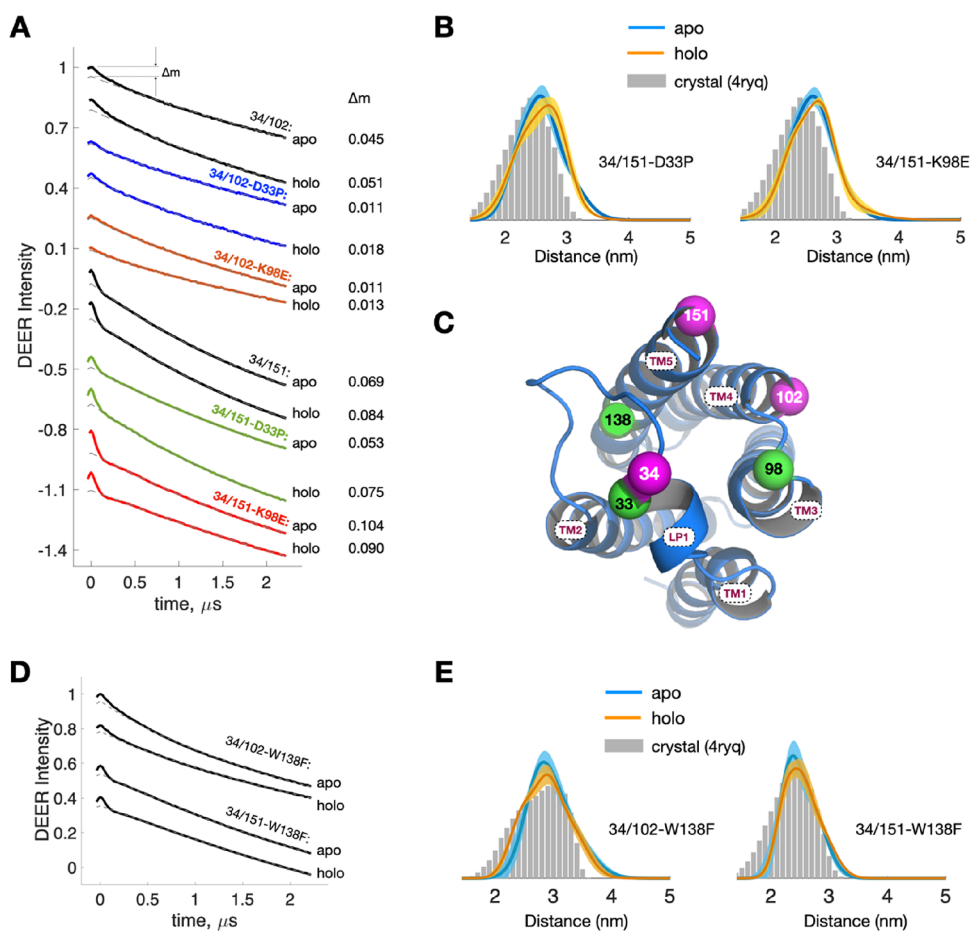 A
1
0.7
0.4
0.1
-0.2
-0.5
-0.8
-1.1
-1.4
DEER Intensity
0
0.5
1
1.5
2
time, μs
Δm
Δm
34/102:
apo 0.045
holo 0.051
34/102-D33P:
apo 0.011
holo 0.018
34/102-K98E:
apo 0.011
holo 0.013
34/151:
apo 0.069
holo 0.084
34/151-D33P:
apo 0.053
holo 0.075
34/151-K98E:
apo 0.104
holo 0.090
B
apo
holo
crystal (4ryq)
34/151-D33P
2 3 4 5
Distance (nm)
34/151-K98E
2 3 4 5
Distance (nm)
C
151
TM5
TM4
102
138
34
98
33
TM3
TM2
LP1
TM1
D
1
0.8
0.6
0.4
0.2
0
DEER Intensity
0 0.5 1 1.5 2
time, μs
34/102-W138F:
apo
holo
34/151-W138F:
apo
holo
E
apo
holo
crystal (4ryq)
34/102-W138F
2 3 4 5
Distance (nm)
34/151-W138F
2 3 4 5
Distance (nm)